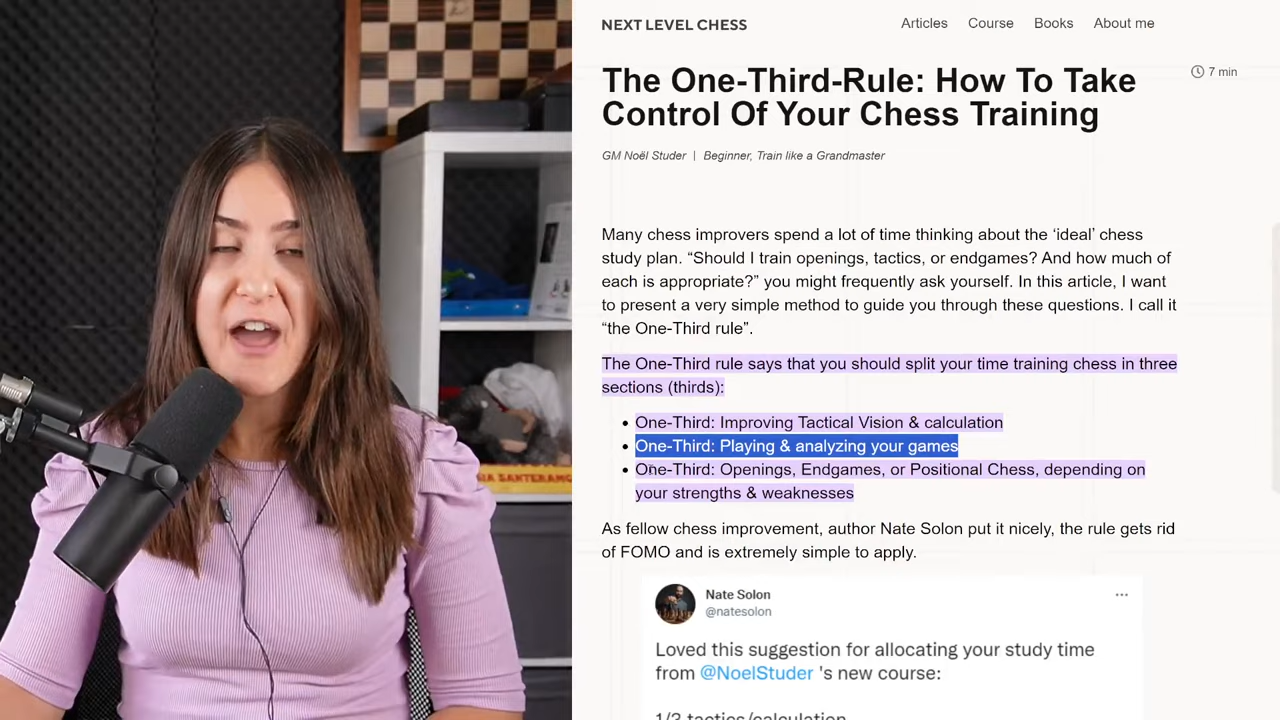 NEXT LEVEL CHESS
Articles Course Books About me
The One-Third-Rule: How To Take
Control Of Your Chess Training
7 min
GM Noël Studer | Beginner, Train like a Grandmaster
Many chess improvers spend a lot of time thinking about the ‘ideal’ chess
study plan. “Should I train openings, tactics, or endgames? And how much of
each is appropriate?” you might frequently ask yourself. In this article, I want
to present a very simple method to guide you through these questions. I call it
“the One-Third rule”.
The One-Third rule says that you should split your time training chess in three
sections (thirds):
• One-Third: Improving Tactical Vision & calculation
• One-Third: Playing & analyzing your games
• One-Third: Openings, Endgames, or Positional Chess, depending on
your strengths & weaknesses
As fellow chess improvement, author Nate Solon put it nicely, the rule gets rid
of FOMO and is extremely simple to apply.
Nate Solon
@natesolon
Loved this suggestion for allocating your study time
from @NoelStuder 's new course:
1/3 tactics/calculation
SANTERAMO